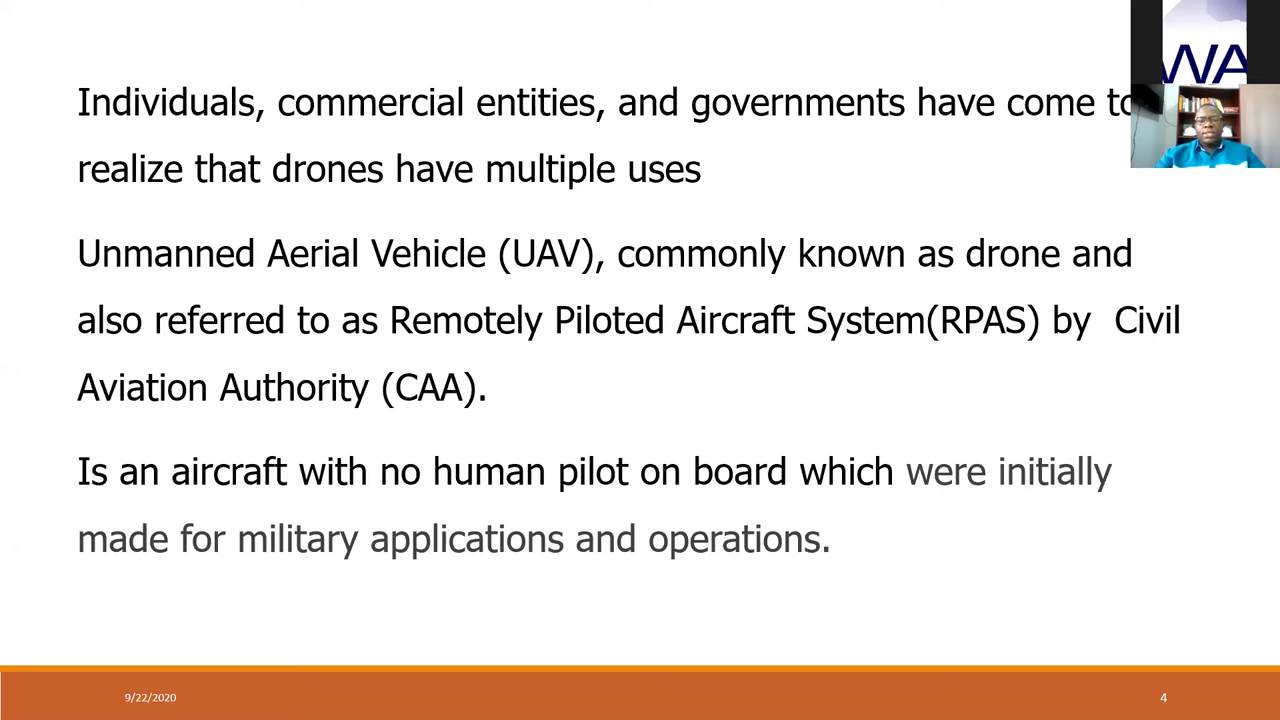 WA
Individuals, commercial entities, and governments have come to
realize that drones have multiple uses
Unmanned Aerial Vehicle (UAV), commonly known as drone and
also referred to as Remotely Piloted Aircraft System(RPAS) by  Civil
Aviation Authority (CAA).
Is an aircraft with no human pilot on board which were initially
made for military applications and operations.
9/22/2020
4